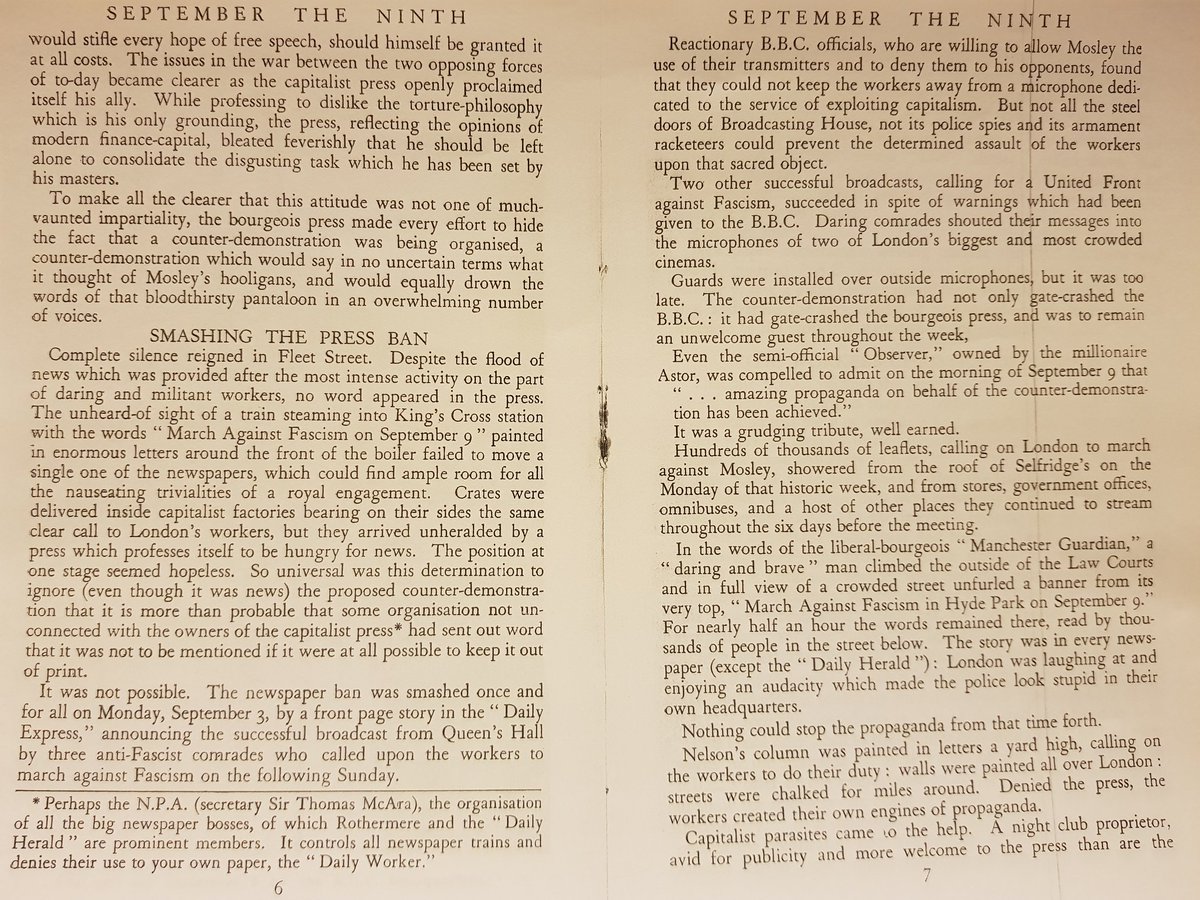 SEPTEMBER THE NINTH
would stifle every hope of free speech, should himself be granted it
at all costs. The issues in the war between the two opposing forces
of to-day became clearer as the capitalist press openly proclaimed
itself his ally. While professing to dislike the torture-philosophy
which is his only grounding, the press, reflecting the opinions of
modern finance-capital, bleated feverishly that he should be left
alone to consolidate the disgusting task which he has been set by
his masters.
To make all the clearer that this attitude was not one of much-
vaunted impartiality, the bourgeois press made every effort to hide
the fact that a counter-demonstration was being organised, a
counter-demonstration which would say in no uncertain terms what
it thought of Mosley's hooligans, and would equally drown the
words of that bloodthirsty pantaloon in an overwhelming number
of voices.
SMASHING THE PRESS BAN
Complete silence reigned in Fleet Street. Despite the flood of
news which was provided after the most intense activity on the part
of daring and militant workers, no word appeared in the press.
The unheard-of sight of a train steaming into King's Cross station
with the words "March Against Fascism on September 9" painted
in enormous letters around the front of the boiler failed to move a
single one of the newspapers, which could find ample room for all
the nauseating trivialities of a royal engagement. Crates were
delivered inside capitalist factories bearing on their sides the same
clear call to London's workers, but they arrived unheralded by a
press which professes itself to be hungry for news. The position at
one stage seemed hopeless. So universal was this determination to
ignore (even though it was news) the proposed counter-demonstra-
tion that it is more than probable that some organisation not un-
connected with the owners of the capitalist press* had sent out word
that it was not to be mentioned if it were at all possible to keep it out
of print.
It was not possible. The newspaper ban was smashed once and
for all on Monday, September 3, by a front page story in the "Daily
Express," announcing the successful broadcast from Queen's Hall
by three anti-Fascist comrades who called upon the workers to
march against Fascism on the following Sunday.
* Perhaps the N.P.A. (secretary Sir Thomas McAra), the organisation
of all the big newspaper bosses, of which Rothermere and the "Daily
Herald" are prominent members. It controls all newspaper trains and
denies their use to your own paper, the "Daily Worker."
6
SEPTEMBER THE NINTH
Reactionary B.B.C. officials, who are willing to allow Mosley the
use of their transmitters and to deny them to his opponents, found
that they could not keep the workers away from a microphone dedi-
cated to the service of exploiting capitalism. But not all the steel
doors of Broadcasting House, not its police spies and its armament
racketeers could prevent the determined assault of the workers
upon that sacred object.
Two other successful broadcasts, calling for a United Front
against Fascism, succeeded in spite of warnings which had been
given to the B.B.C. Daring comrades shouted their messages into
the microphones of two of London's biggest and most crowded
cinemas.
Guards were installed over outside microphones, but it was too
late. The counter-demonstration had not only gate-crashed the
B.B.C.: it had gate-crashed the bourgeois press, and was to remain
an unwelcome guest throughout the week,
Even the semi-official "Observer," owned by the millionaire
Astor, was compelled to admit on the morning of September 9 that
". . . amazing propaganda on behalf of the counter-demonstra-
tion has been achieved."
It was a grudging tribute, well earned.
Hundreds of thousands of leaflets, calling on London to march
against Mosley, showered from the roof of Selfridge's on the
Monday of that historic week, and from stores, government offices,
omnibuses, and a host of other places they continued to stream
throughout the six days before the meeting.
In the words of the liberal-bourgeois "Manchester Guardian," a
"daring and brave" man climbed the outside of the Law Courts
and in full view of a crowded street unfurled a banner from its
very top, "March Against Fascism in Hyde Park on September 9."
For nearly half an hour the words remained there, read by thou-
sands of people in the street below. The story was in every news-
paper (except the "Daily Herald"): London was laughing at and
enjoying an audacity which made the police look stupid in their
own headquarters.
Nothing could stop the propaganda from that time forth.
Nelson's column was painted in letters a yard high, calling on
the workers to do their duty: walls were painted all over London:
streets were chalked for miles around. Denied the press, the
workers created their own engines of propaganda.
Capitalist parasites came to the help. A night club proprietor,
avid for publicity and more welcome to the press than are the
7